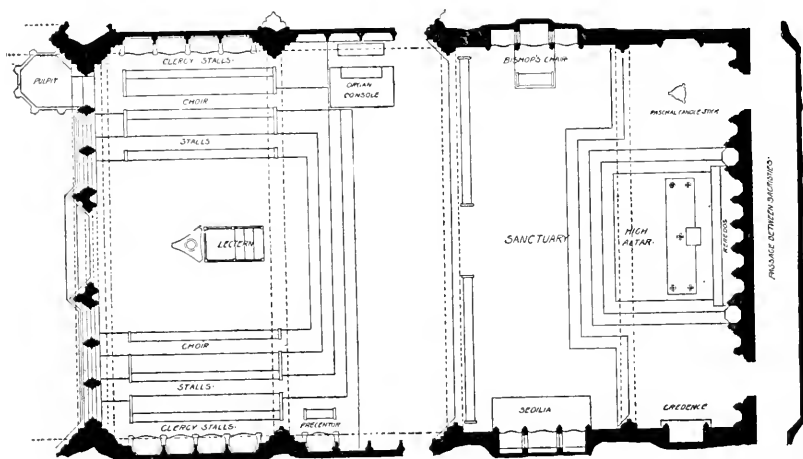 CLERGY STALLS.
PULPIT
CHOIR
STALLS
ORGAN
CONSOLE
LECTERN
CHOIR
STALLS.
CLERGY STALLS.
PRECENTOR
BISHOP'S CHAIR
PASCHAL CANDLESTICK
SANCTUARY
HIGH
ALTAR.
REREDOS
PASSAGE BETWEEN SACRISTIES.
SEDILIA
CREDENCE